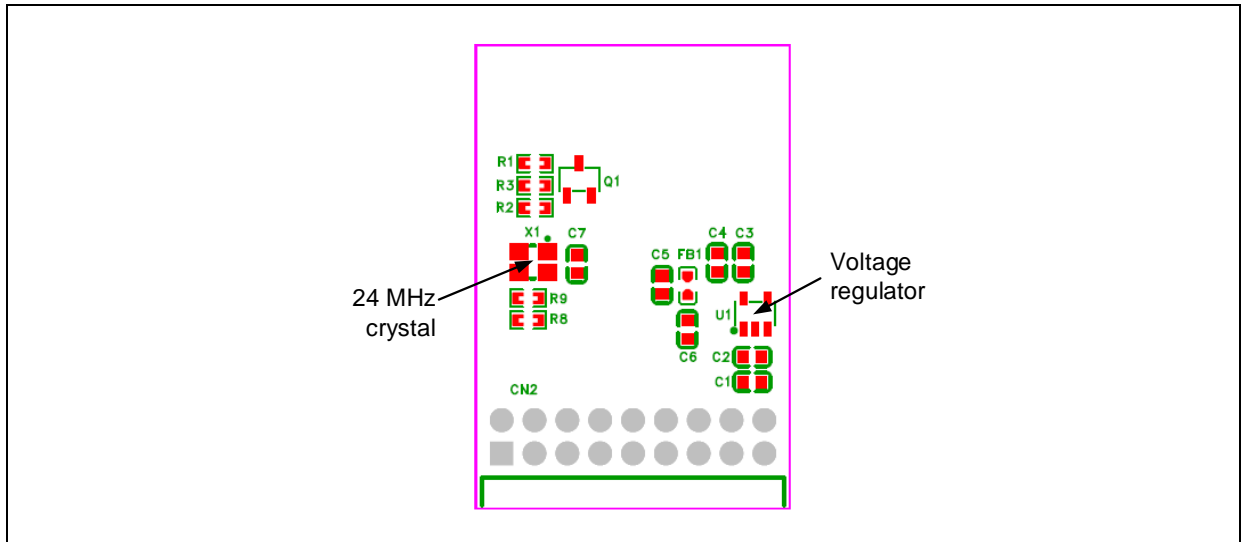 R1
R3
Q1
R2
X1
C7
C4
C3
C5
FB1
Voltage
regulator
24 MHz
crystal
R9
R8
U1
C6
C2
C1
CN2